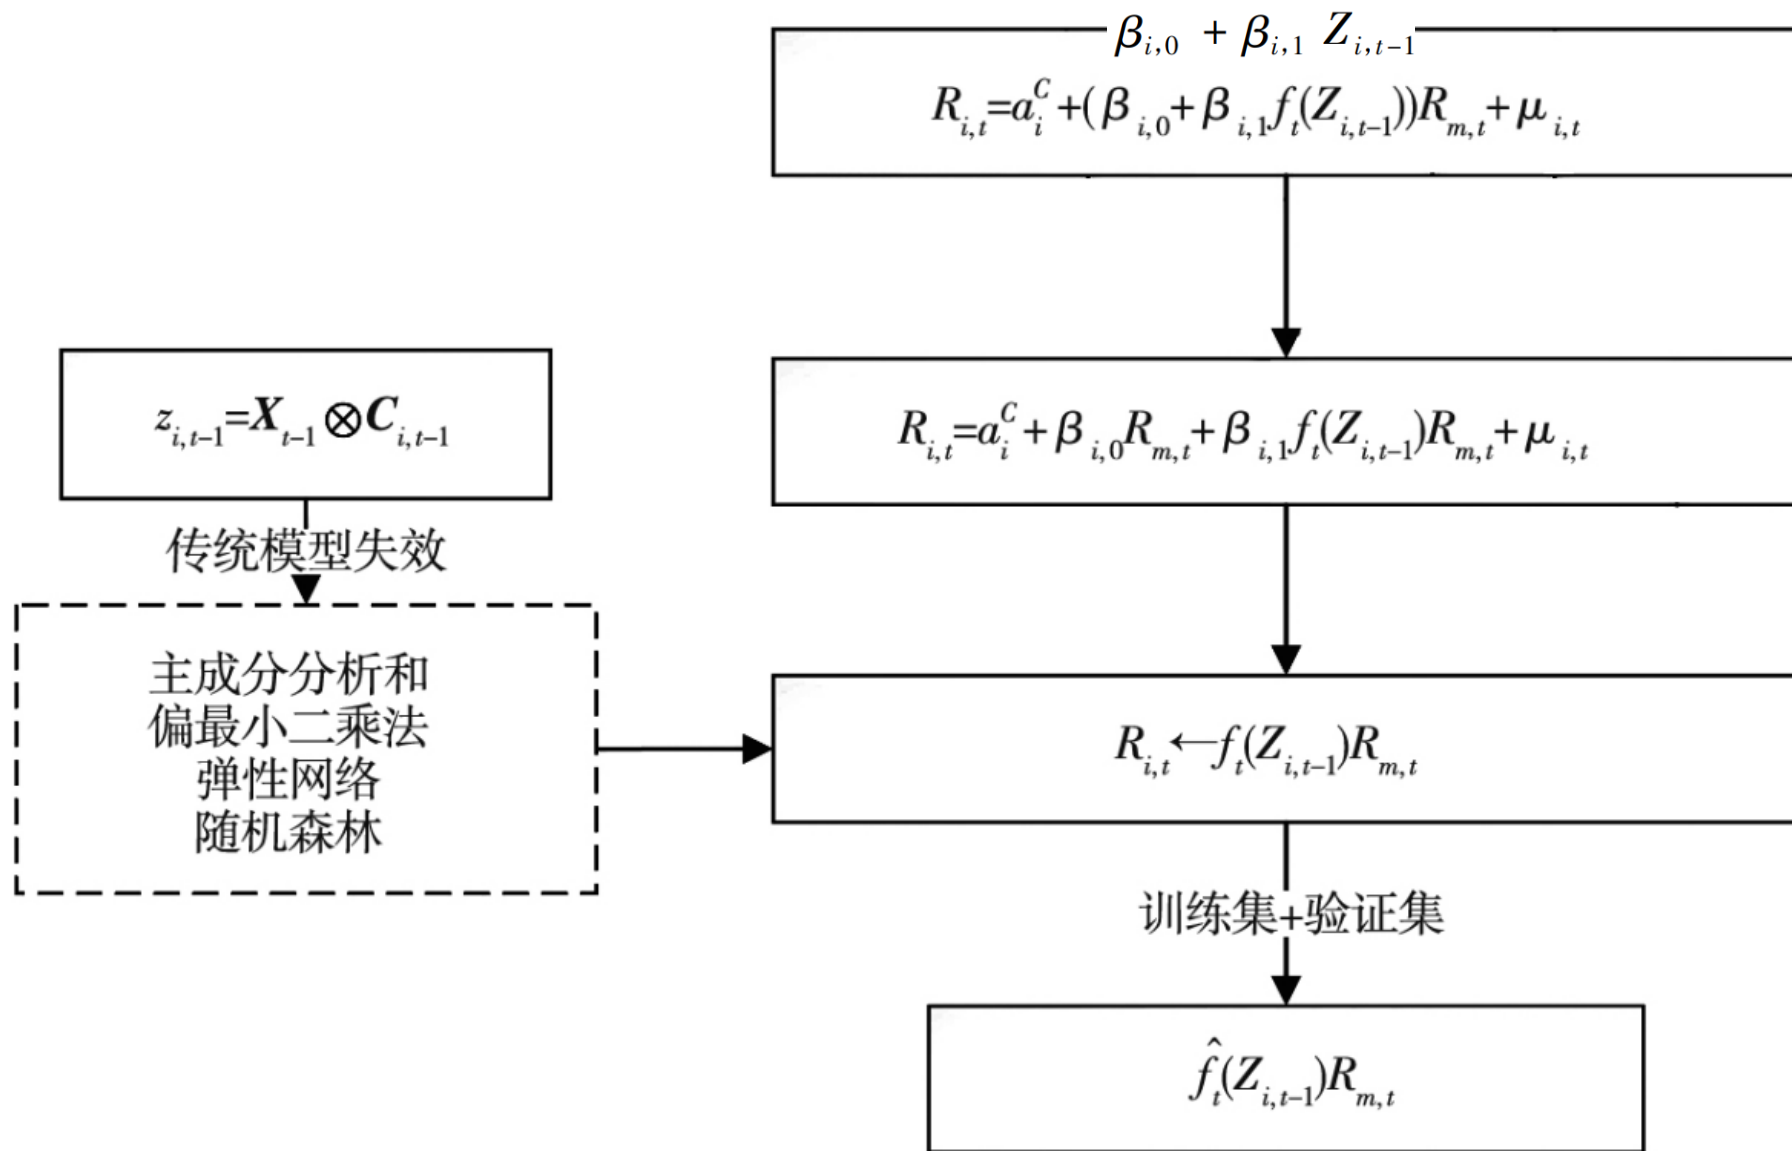 β_{i,0} + β_{i,1} Z_{i,t-1}
R_{i,t}=a_i^C+(β_{i,0}+β_{i,1}f_t(Z_{i,t-1}))R_{m,t}+μ_{i,t}
z_{i,t-1}=X_{t-1}⊗C_{i,t-1}
R_{i,t}=a_i^C+β_{i,0}R_{m,t}+β_{i,1}f_t(Z_{i,t-1})R_{m,t}+μ_{i,t}
传统模型失效
主成分分析和
偏最小二乘法
弹性网络
随机森林
R_{i,t}←f_t(Z_{i,t-1})R_{m,t}
训练集+验证集
\hat{f}_t(Z_{i,t-1})R_{m,t}